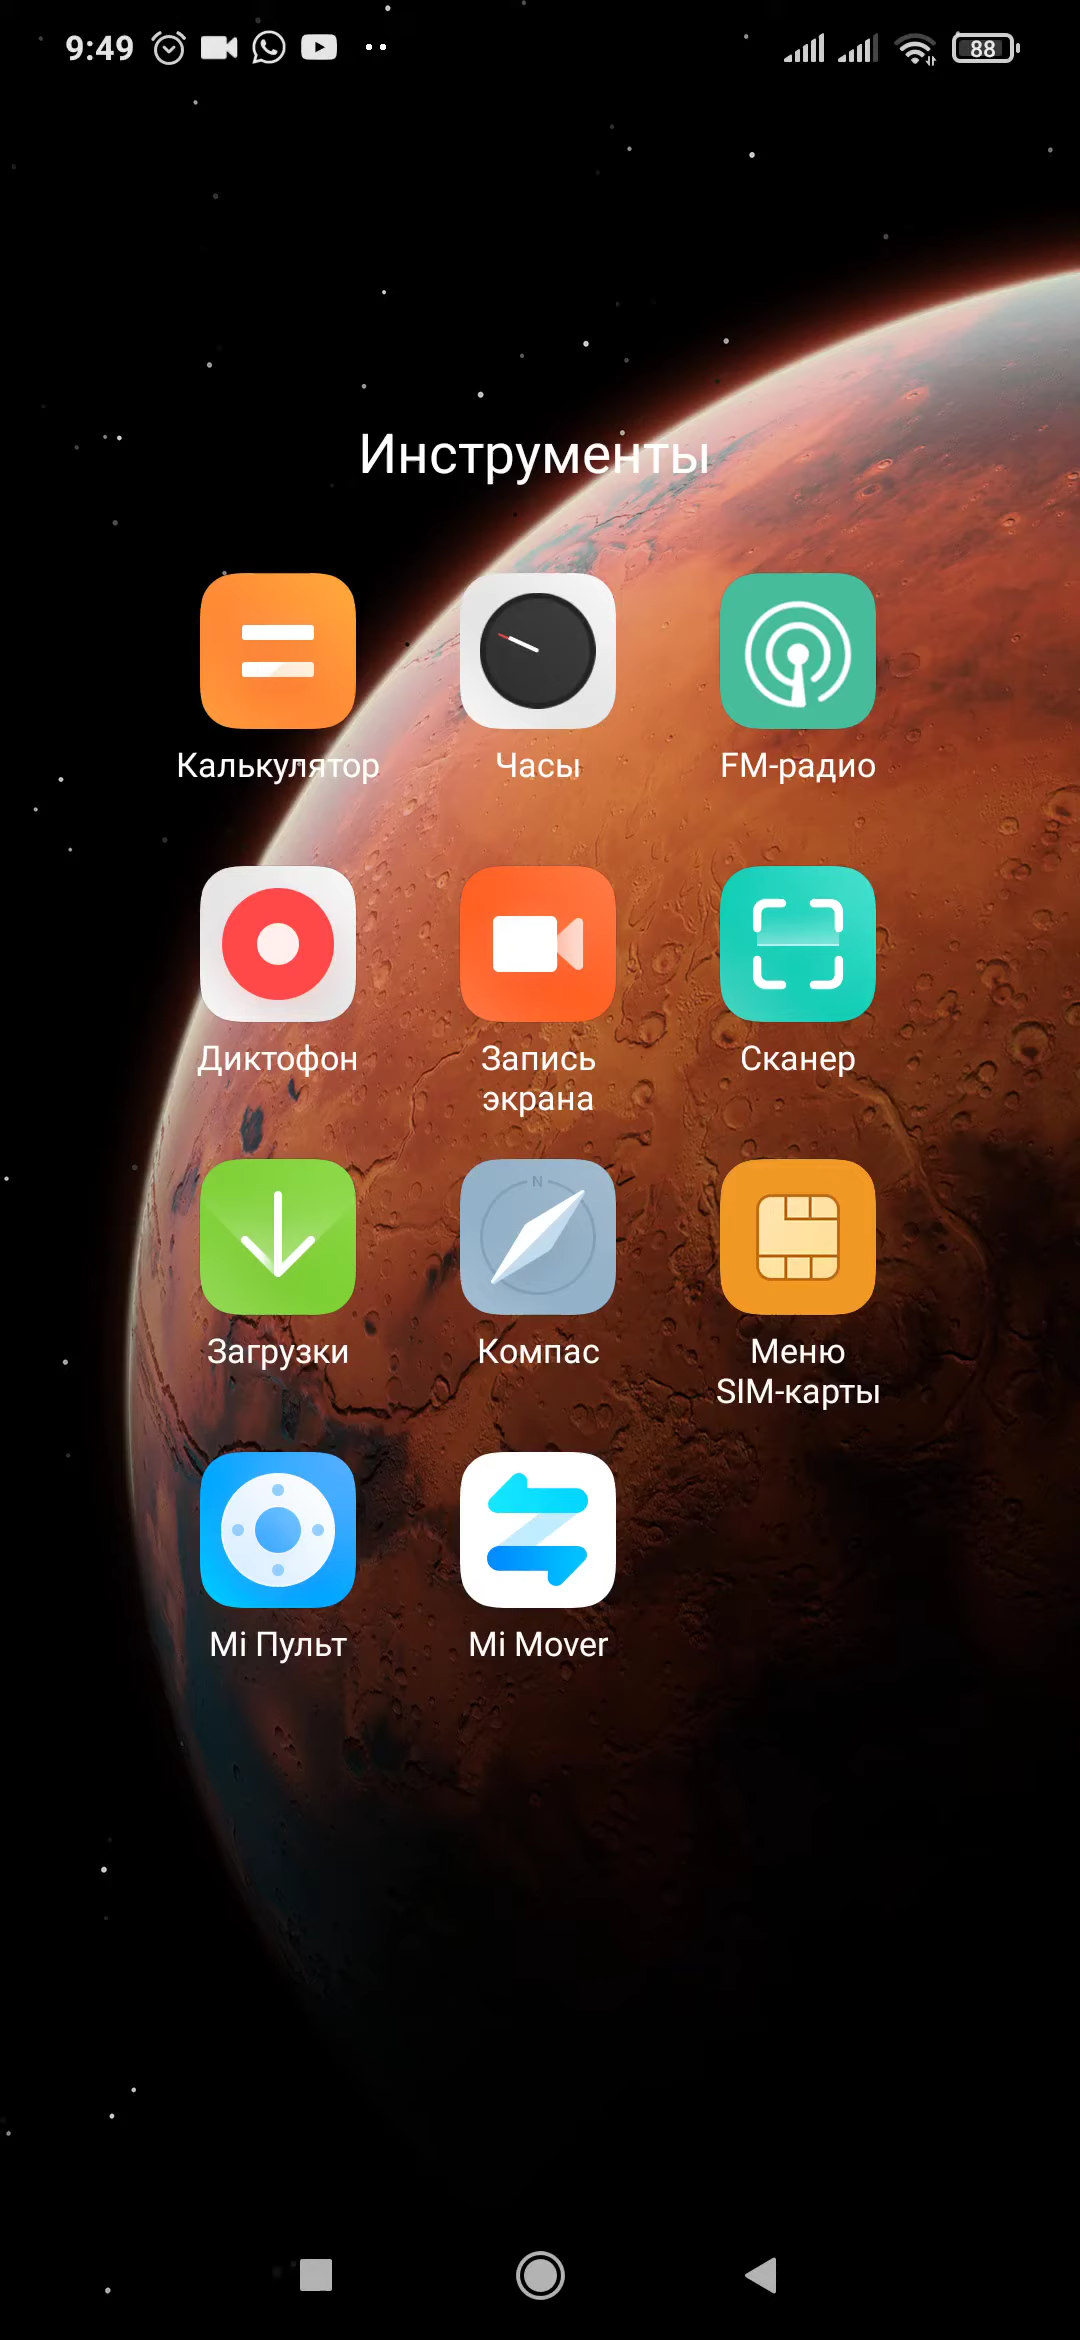 9:49
88
Инструменты
Калькулятор
Часы
FM-радио
Диктофон
Запись
экрана
Сканер
N
Загрузки
Компас
Меню
SIM-карты
Mi Пульт
Mi Mover